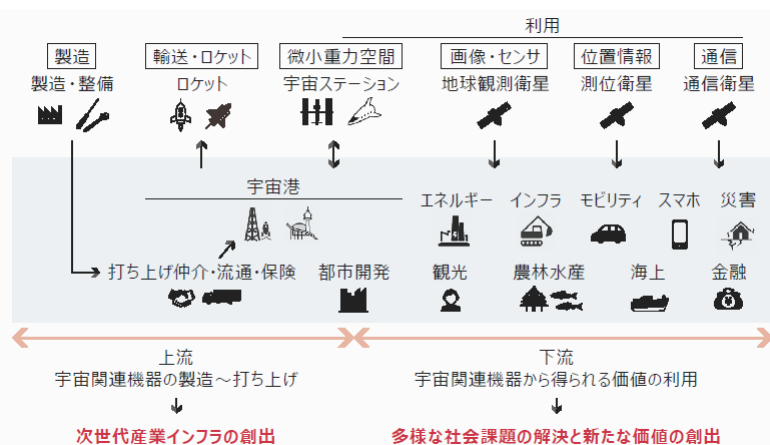 利用
製造
輸送・ロケット
微小重力空間
画像・センサ
位置情報
通信
製造・整備
ロケット
宇宙ステーション
地球観測衛星
測位衛星
通信衛星
宇宙港
エネルギー
インフラ
モビリティ
スマホ
災害
打ち上げ仲介・流通・保険
都市開発
観光
農林水産
海上
金融
上流
下流
宇宙関連機器の製造～打ち上げ
宇宙関連機器から得られる価値の利用
次世代産業インフラの創出
多様な社会課題の解決と新たな価値の創出